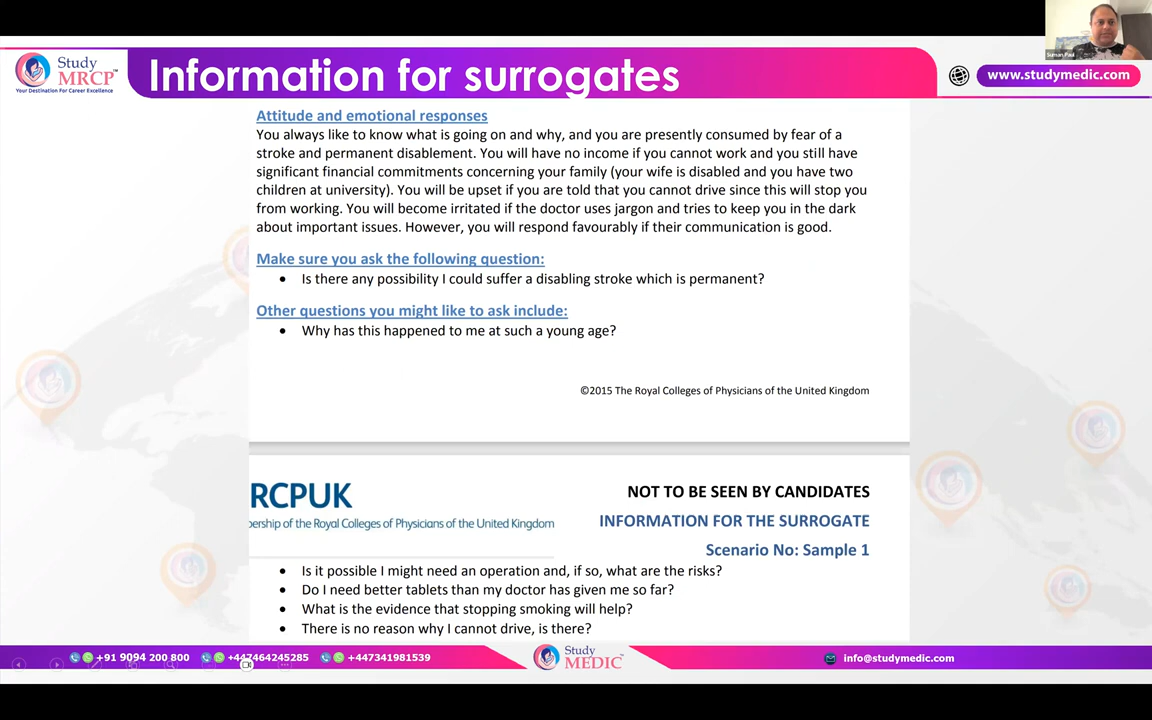 Study
MRCP™
Your Destination For Career Excellence
Information for surrogates
www.studymedic.com
Suman Paul
Attitude and emotional responses
You always like to know what is going on and why, and you are presently consumed by fear of a
stroke and permanent disablement. You will have no income if you cannot work and you still have
significant financial commitments concerning your family (your wife is disabled and you have two
children at university). You will be upset if you are told that you cannot drive since this will stop you
from working. You will become irritated if the doctor uses jargon and tries to keep you in the dark
about important issues. However, you will respond favourably if their communication is good.
Make sure you ask the following question:
• Is there any possibility I could suffer a disabling stroke which is permanent?
Other questions you might like to ask include:
• Why has this happened to me at such a young age?
©2015 The Royal Colleges of Physicians of the United Kingdom
RCPUK
bership of the Royal Colleges of Physicians of the United Kingdom
NOT TO BE SEEN BY CANDIDATES
INFORMATION FOR THE SURROGATE
Scenario No: Sample 1
• Is it possible I might need an operation and, if so, what are the risks?
• Do I need better tablets than my doctor has given me so far?
• What is the evidence that stopping smoking will help?
• There is no reason why I cannot drive, is there?
+91 9094 200 800
+447464245285
+447341981539
Study
MEDIC™
info@studymedic.com